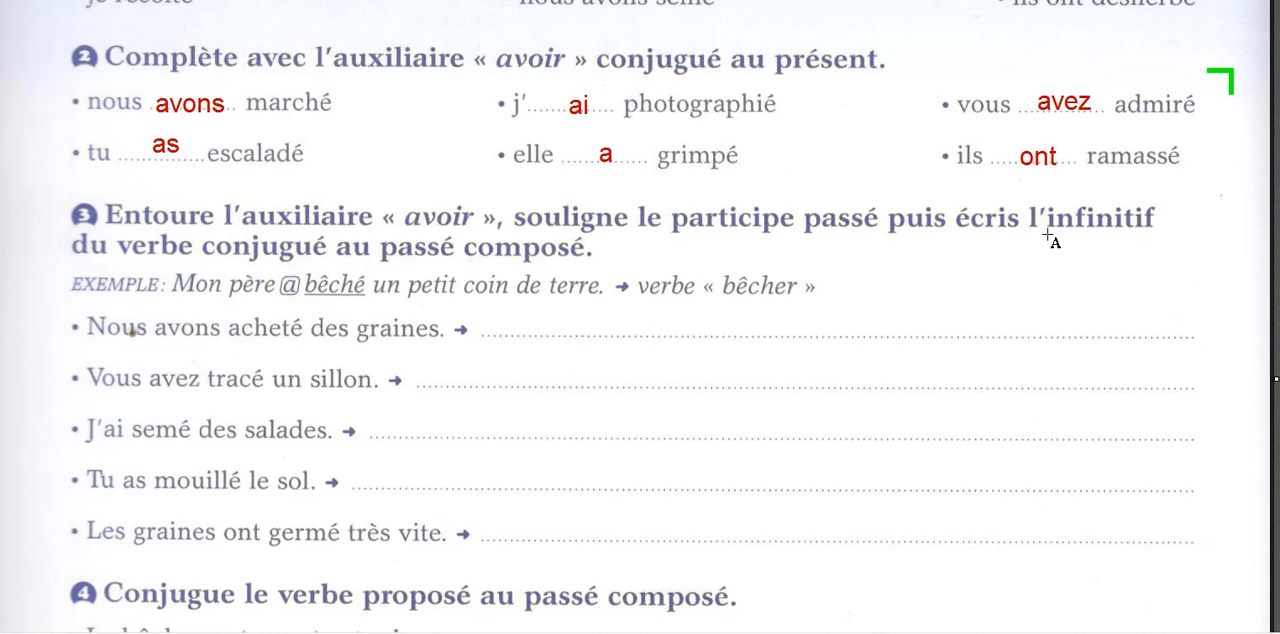 ❷ Complète avec l'auxiliaire « avoir » conjugué au présent.
• nous avons marché • j' ai photographié • vous avez admiré
• tu as escaladé • elle a grimpé • ils ont ramassé
❸ Entoure l'auxiliaire « avoir », souligne le participe passé puis écris l'infinitif
du verbe conjugué au passé composé.
EXEMPLE : Mon père a bêché un petit coin de terre. → verbe « bêcher »
• Nous avons acheté des graines. →
• Vous avez tracé un sillon. →
• J'ai semé des salades. →
• Tu as mouillé le sol. →
• Les graines ont germé très vite. →
❹ Conjugue le verbe proposé au passé composé.